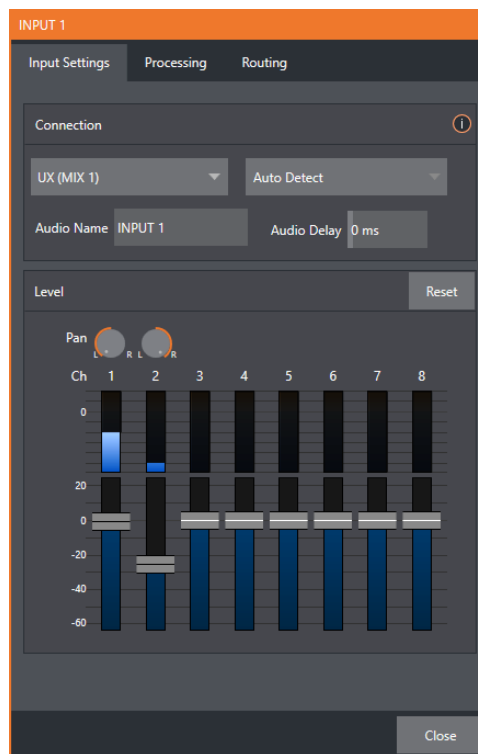 INPUT 1
Input Settings Processing Routing
Connection
UX (MIX 1) Auto Detect
Audio Name INPUT 1 Audio Delay 0 ms
Level Reset
Pan L R L R
Ch 1 2 3 4 5 6 7 8
0
20
0
-20
-40
-60
Close